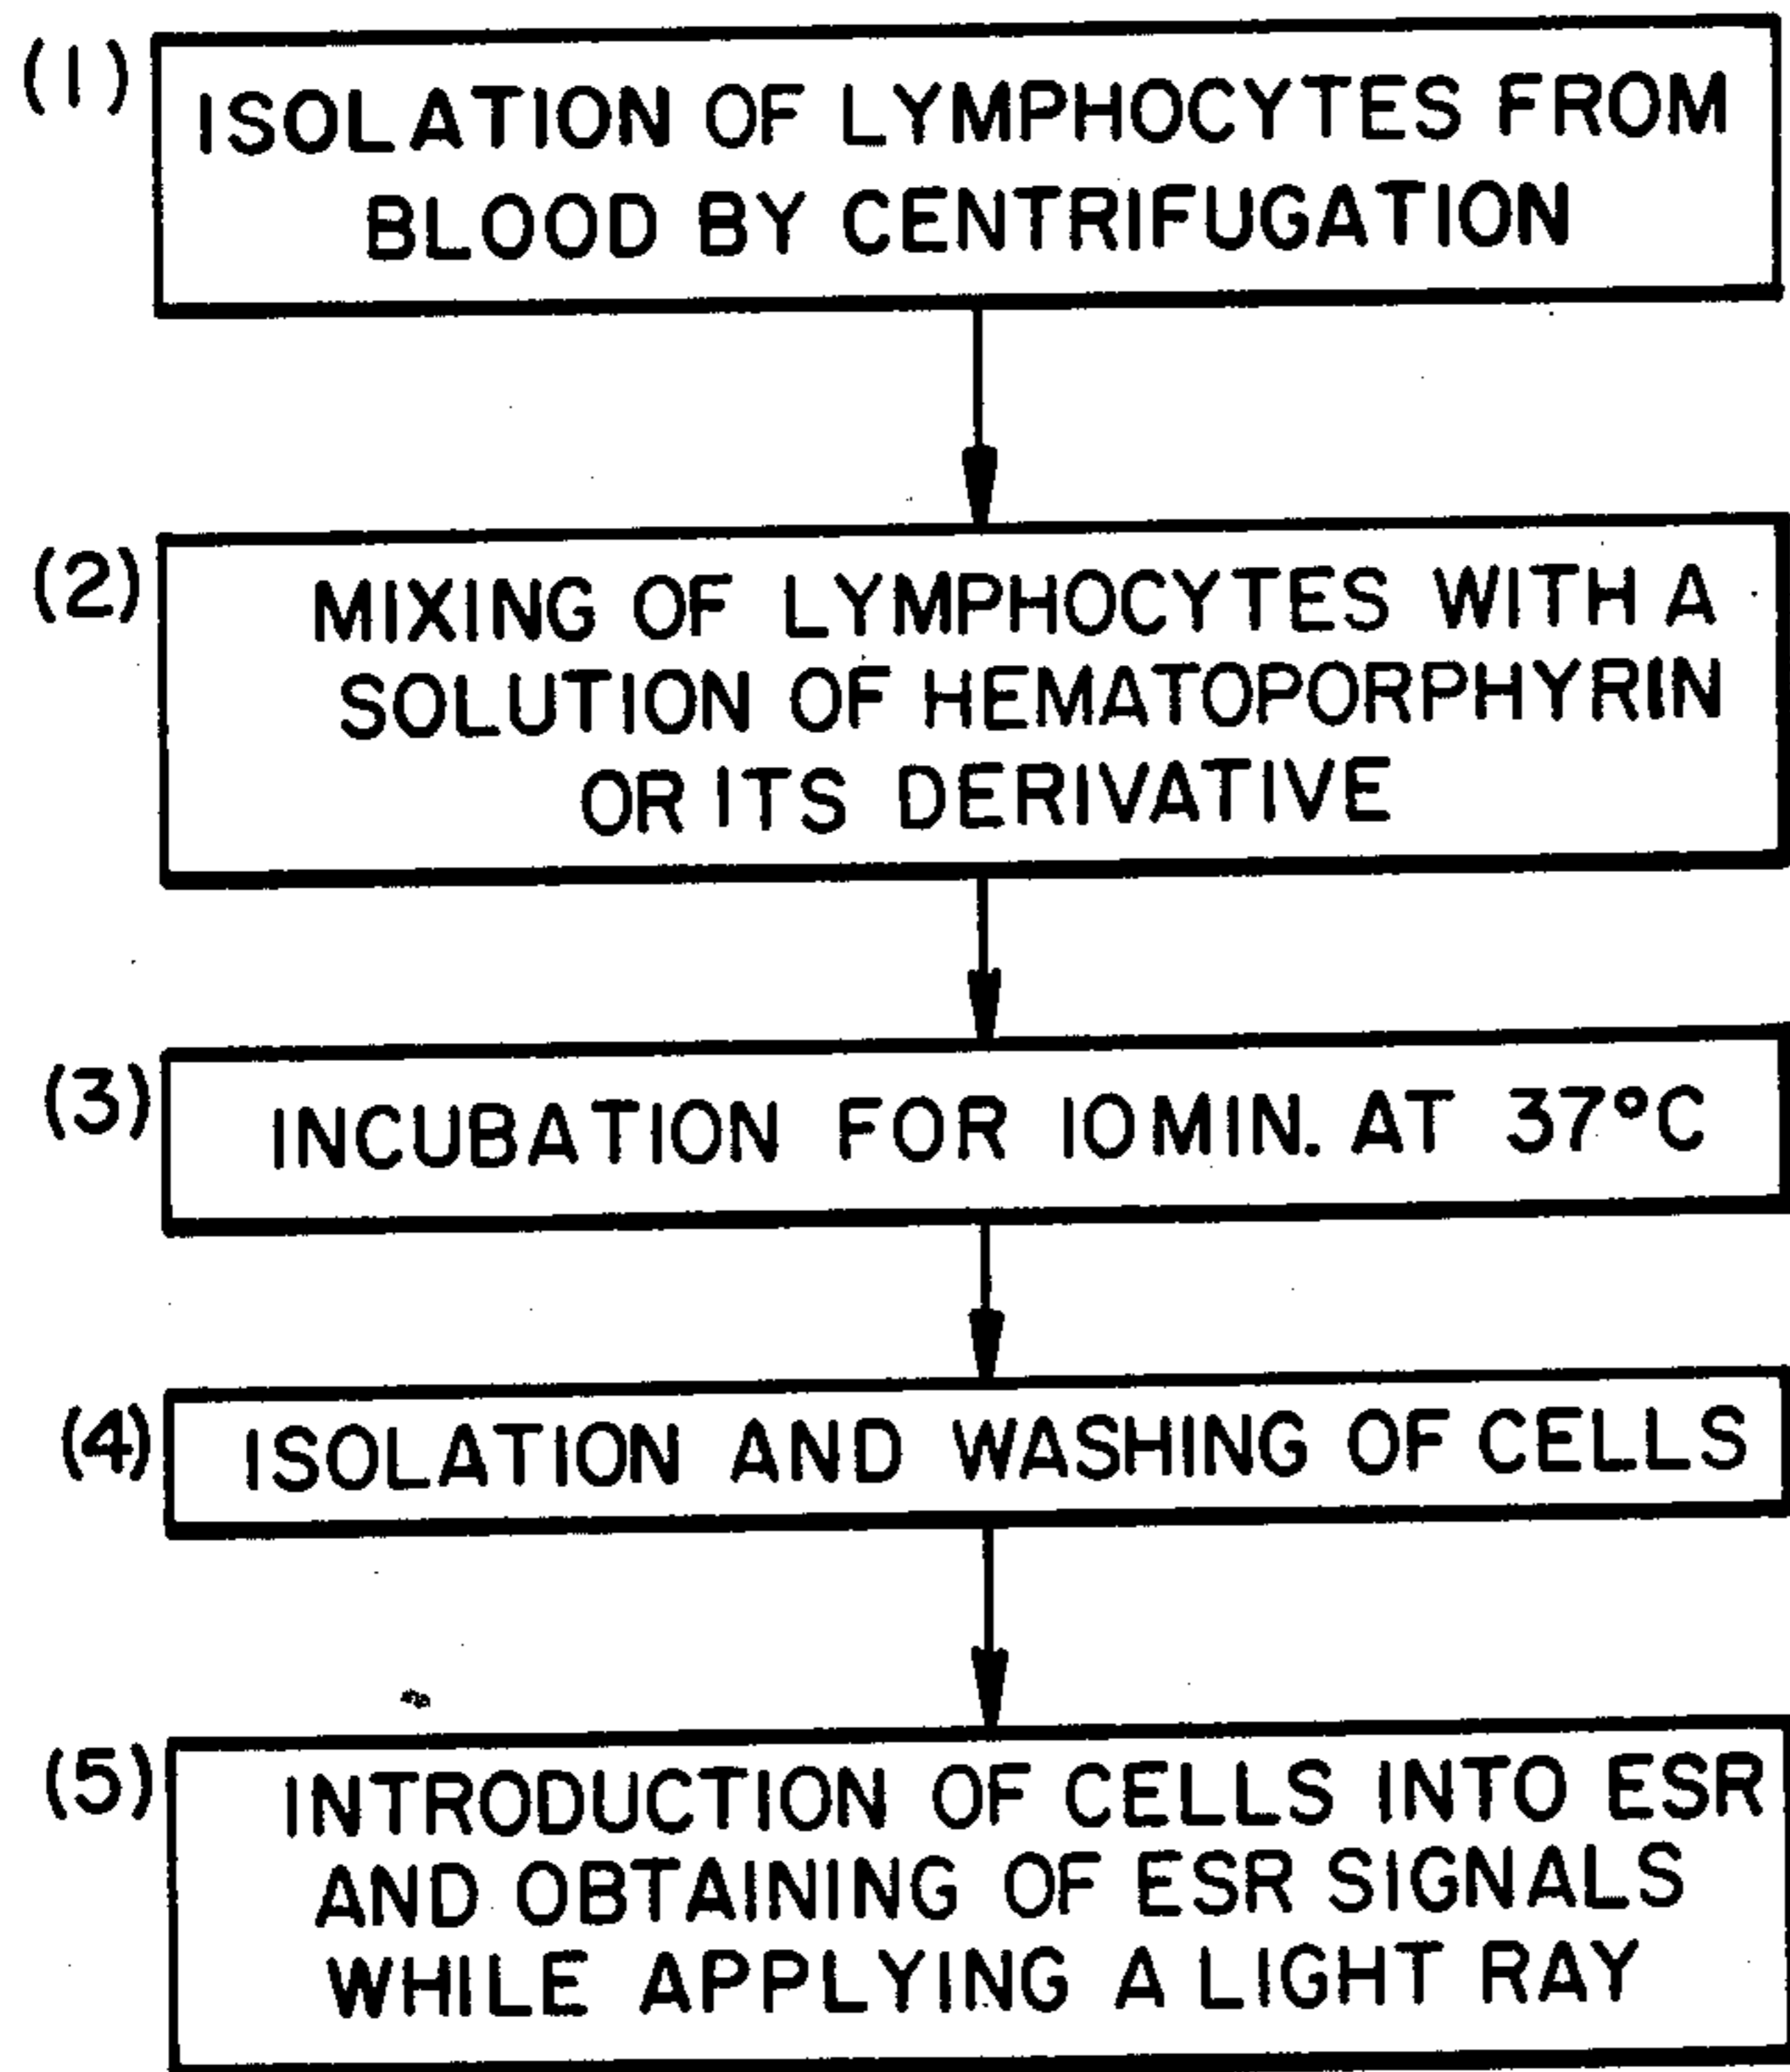 (1)
ISOLATION OF LYMPHOCYTES FROM
BLOOD BY CENTRIFUGATION
(2)
MIXING OF LYMPHOCYTES WITH A
SOLUTION OF HEMATOPORPHYRIN
OR ITS DERIVATIVE
(3)
INCUBATION FOR 10 MIN. AT 37°C
(4)
ISOLATION AND WASHING OF CELLS
(5)
INTRODUCTION OF CELLS INTO ESR
AND OBTAINING OF ESR SIGNALS
WHILE APPLYING A LIGHT RAY